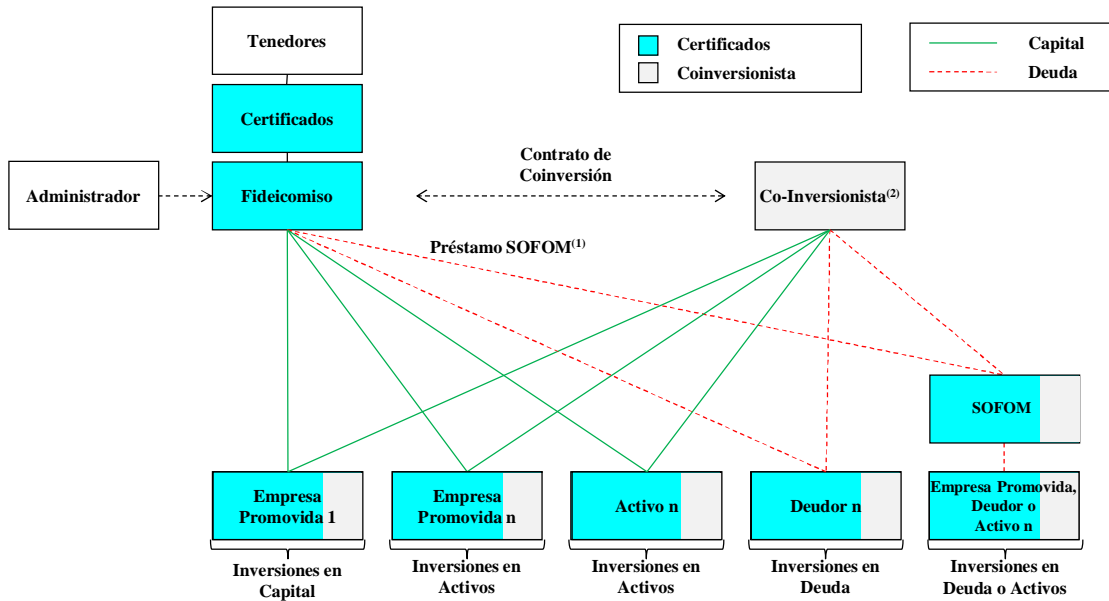 Tenedores
Certificados
Fideicomiso
Administrador
Certificados
Coinversionista
Capital
Deuda
Contrato de
Coinversión
Co-Inversionista(2)
Préstamo SOFOM(1)
SOFOM
Empresa
Promovida 1
Empresa
Promovida n
Activo n
Deudor n
Empresa Promovida,
Deudor o
Activo n
Inversiones en
Capital
Inversiones en
Activos
Inversiones en
Activos
Inversiones en
Deuda
Inversiones en
Deuda o Activos